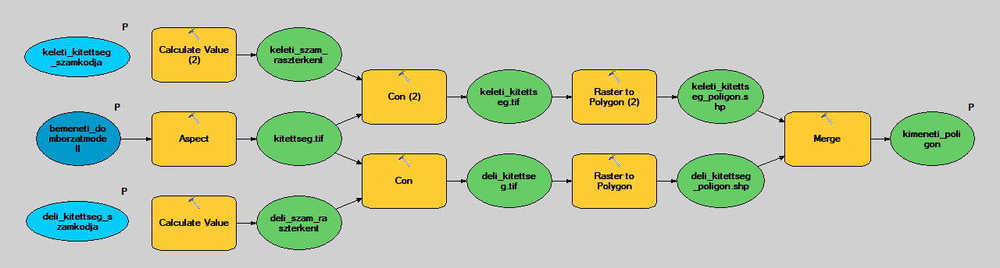 P
keleti_kitettseg
_szamkodja
Calculate Value
(2)
keleti_szam_
raszterkent
Con (2)
keleti_kitetts
eg.tif
Raster to
Polygon (2)
keleti_kitetts
eg_poligon.s
hp
P
bemeneti_do
mborzatmode
ll
Aspect
kitettseg.tif
Merge
P
kimeneti_poli
gon
Con
deli_kitettse
g.tif
Raster to
Polygon
deli_kitettseg
_poligon.shp
P
deli_kitettseg_s
zamkodja
Calculate Value
deli_szam_ra
szterkent